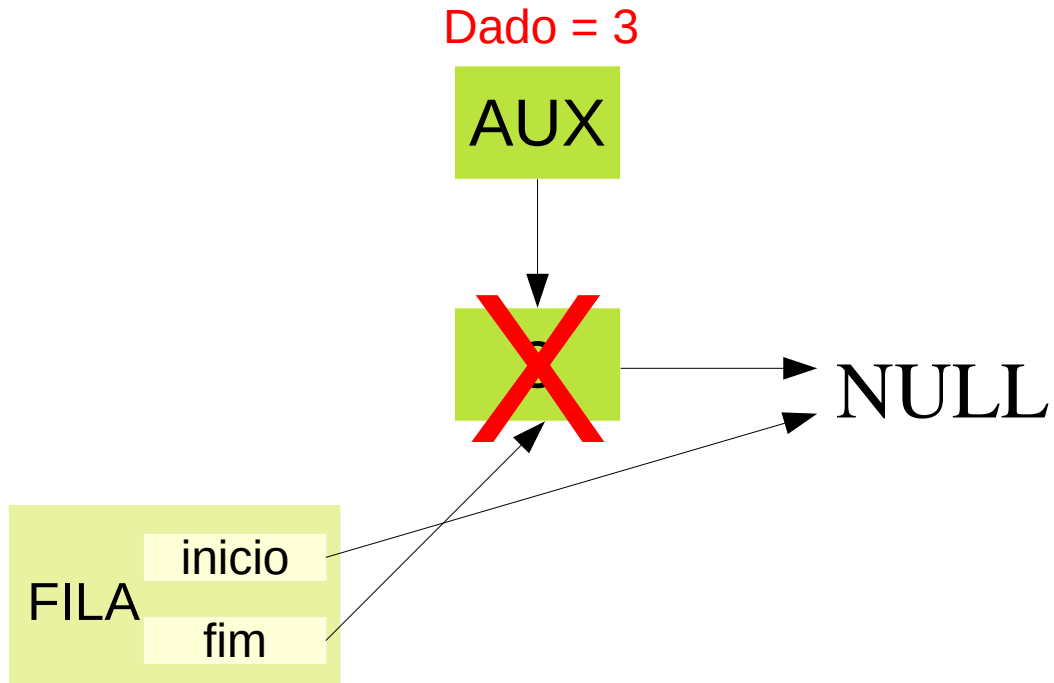 Dado = 3
AUX
NULL
inicio
FILA
fim